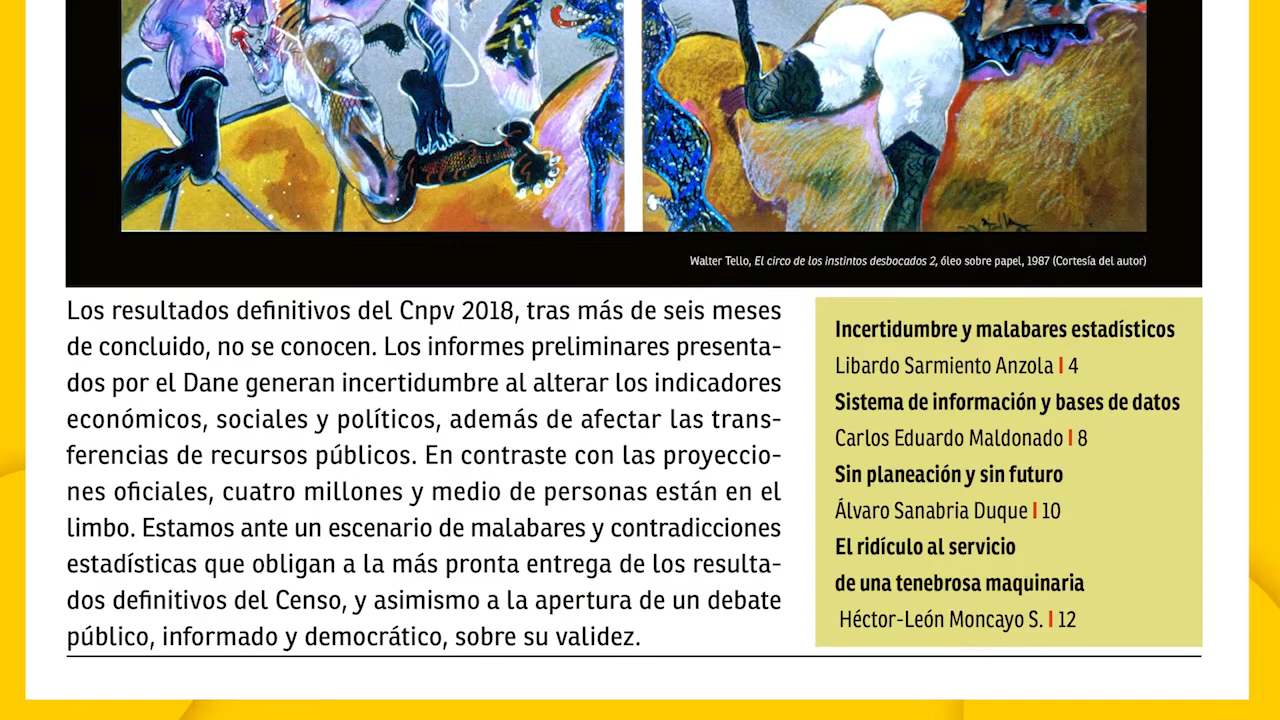 Walter Tello, El circo de los instintos desbocados 2, óleo sobre papel, 1987 (Cortesía del autor)
Los resultados definitivos del Cnpv 2018, tras más de seis meses
de concluido, no se conocen. Los informes preliminares presenta-
dos por el Dane generan incertidumbre al alterar los indicadores
económicos, sociales y políticos, además de afectar las trans-
ferencias de recursos públicos. En contraste con las proyeccio-
nes oficiales, cuatro millones y medio de personas están en el
limbo. Estamos ante un escenario de malabares y contradicciones
estadísticas que obligan a la más pronta entrega de los resulta-
dos definitivos del Censo, y asimismo a la apertura de un debate
público, informado y democrático, sobre su validez.
Incertidumbre y malabares estadísticos
Libardo Sarmiento Anzola | 4
Sistema de información y bases de datos
Carlos Eduardo Maldonado | 8
Sin planeación y sin futuro
Álvaro Sanabria Duque | 10
El ridículo al servicio
de una tenebrosa maquinaria
Héctor-León Moncayo S. | 12